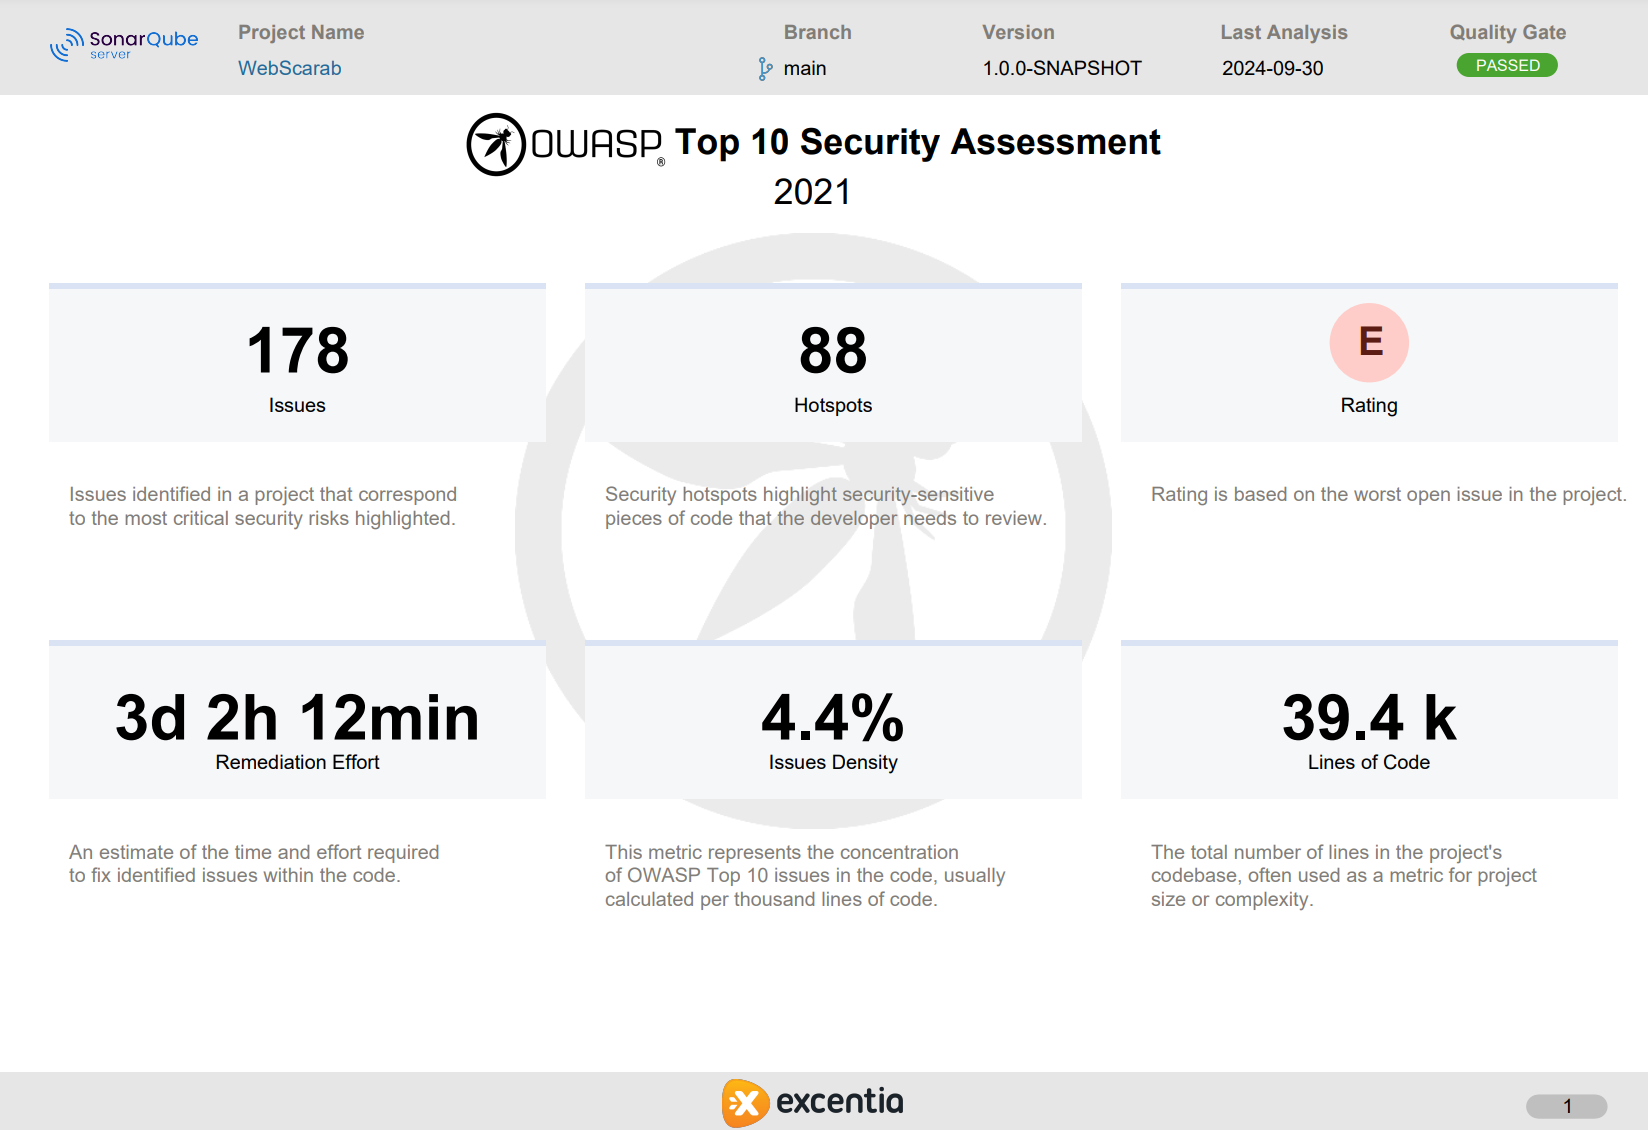 SonarQube
server
Project Name
WebScarab
Branch
main
Version
1.0.0-SNAPSHOT
Last Analysis
2024-09-30
Quality Gate
PASSED
OWASP® Top 10 Security Assessment
2021
178
Issues
Issues identified in a project that correspond
to the most critical security risks highlighted.
88
Hotspots
Security hotspots highlight security-sensitive
pieces of code that the developer needs to review.
E
Rating
Rating is based on the worst open issue in the project.
3d 2h 12min
Remediation Effort
An estimate of the time and effort required
to fix identified issues within the code.
4.4%
Issues Density
This metric represents the concentration
of OWASP Top 10 issues in the code, usually
calculated per thousand lines of code.
39.4 k
Lines of Code
The total number of lines in the project's
codebase, often used as a metric for project
size or complexity.
excentia
1